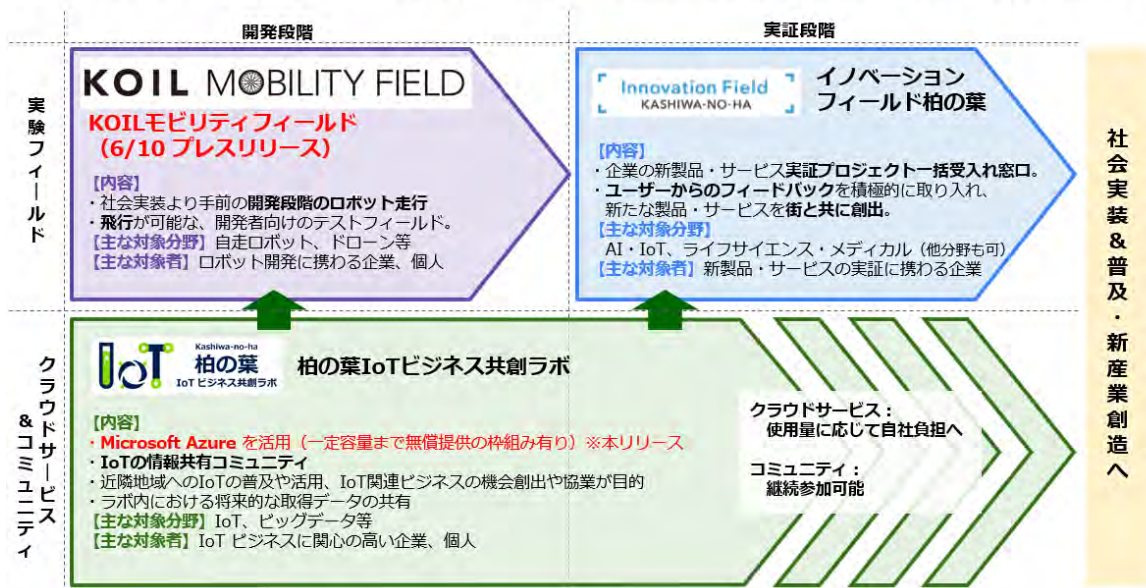 開発段階
実証段階
実験フィールド
KOIL MOBILITY FIELD
KOILモビリティフィールド
（6/10 プレスリリース）
【内容】
・社会実装より手前の開発段階のロボット走行
・飛行が可能な、開発者向けのテストフィールド。
【主な対象分野】自走ロボット、ドローン等
【主な対象者】ロボット開発に携わる企業、個人
Innovation Field
KASHIWA-NO-HA
イノベーション
フィールド柏の葉
【内容】
・企業の新製品・サービス実証プロジェクト一括受入れ窓口。
・ユーザーからのフィードバックを積極的に取り入れ、
新たな製品・サービスを街と共に創出。
【主な対象分野】
AI・IoT、ライフサイエンス・メディカル（他分野も可）
【主な対象者】新製品・サービスの実証に携わる企業
クラウドサービス
＆コミュニティ
IoT
Kashiwa-no-ha
柏の葉
IoT ビジネス共創ラボ
柏の葉IoTビジネス共創ラボ
【内容】
・Microsoft Azure を活用（一定容量まで無償提供の枠組み有り）※本リリース
・IoTの情報共有コミュニティ
・近隣地域へのIoTの普及や活用、IoT関連ビジネスの機会創出や協業が目的
・ラボ内における将来的な取得データの共有
【主な対象分野】IoT、ビッグデータ等
【主な対象者】IoT ビジネスに関心の高い企業、個人
クラウドサービス：
使用量に応じて自社負担へ
コミュニティ：
継続参加可能
社会実装＆普及・新産業創造へ